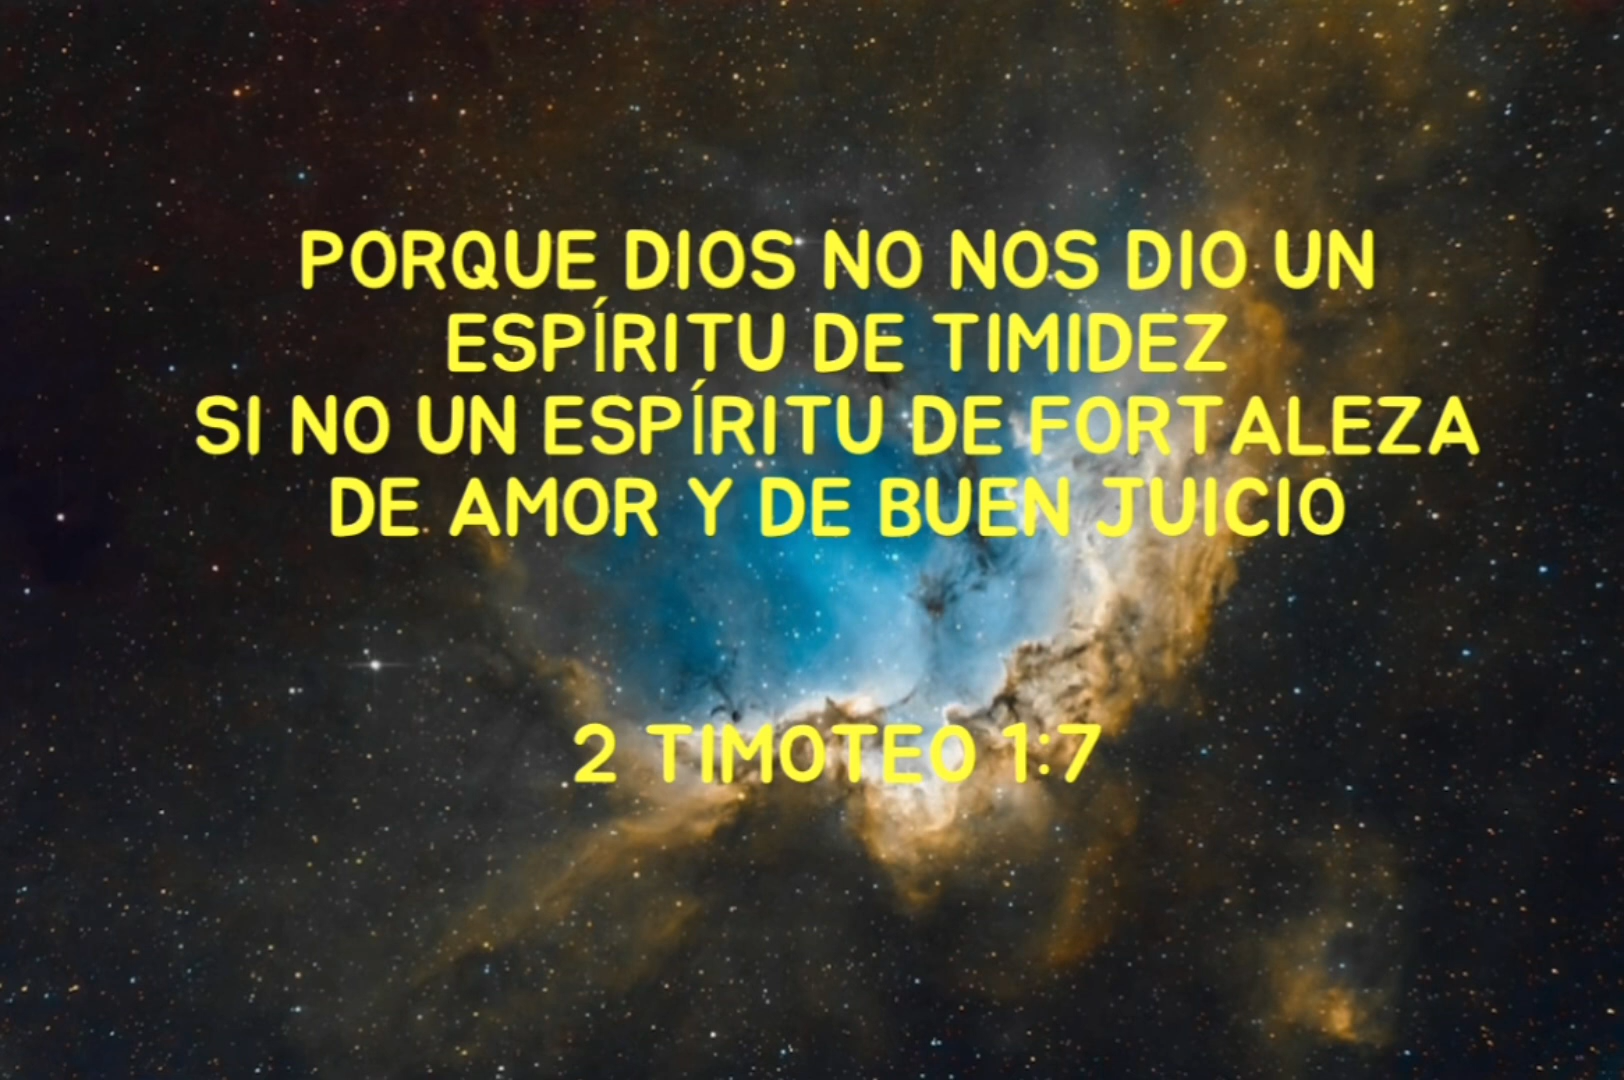 PORQUE DIOS NO NOS DIO UN
ESPÍRITU DE TIMIDEZ
SI NO UN ESPÍRITU DE FORTALEZA
DE AMOR Y DE BUEN JUICIO
2 TIMOTEO 1:7